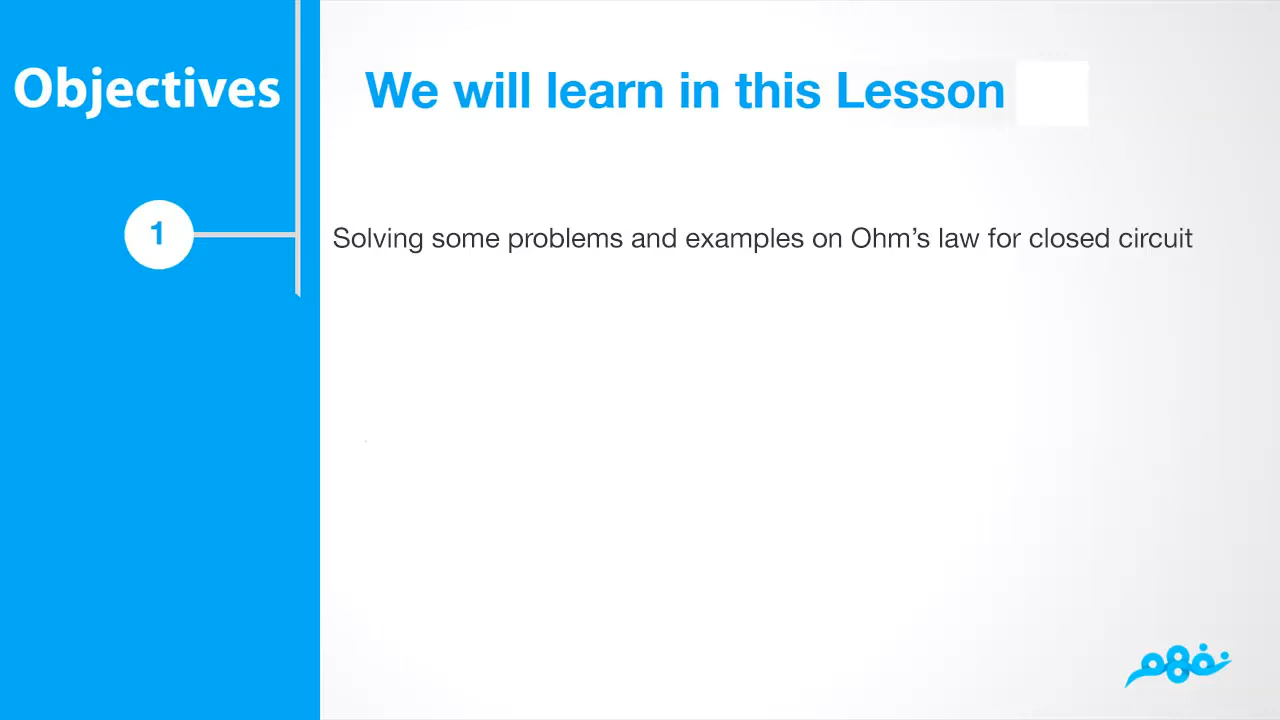 Objectives
We will learn in this Lesson
1
Solving some problems and examples on Ohm’s law for closed circuit
نفهم